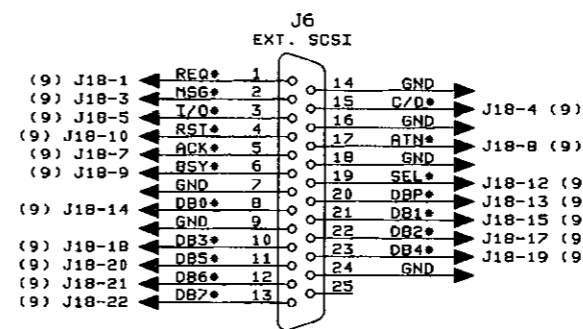 J6
EXT. SCSI
(9) J18-1 REQ* 1
(9) J18-3 MSG* 2
(9) J18-5 I/O* 3
(9) J18-10 RST* 4
(9) J18-7 ACK* 5
(9) J18-9 BSY* 6
GND 7
(9) J18-14 DB0* 8
GND 9
(9) J18-18 DB3* 10
(9) J18-20 DB5* 11
(9) J18-21 DB6* 12
(9) J18-22 DB7* 13
14 GND
15 C/D* J18-4 (9)
16 GND
17 ATN* J18-8 (9)
18 GND
19 SEL* J18-12 (9
20 DBP* J18-13 (9
21 DB1* J18-15 (9
22 DB2* J18-17 (9
23 DB4* J18-19 (9
24 GND
25